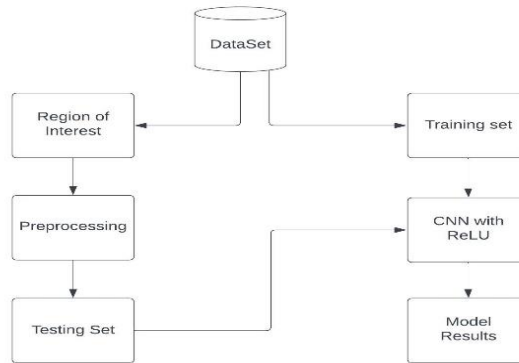 DataSet
Region of
Interest
Training set
Preprocessing
CNN with
ReLU
Testing Set
Model
Results